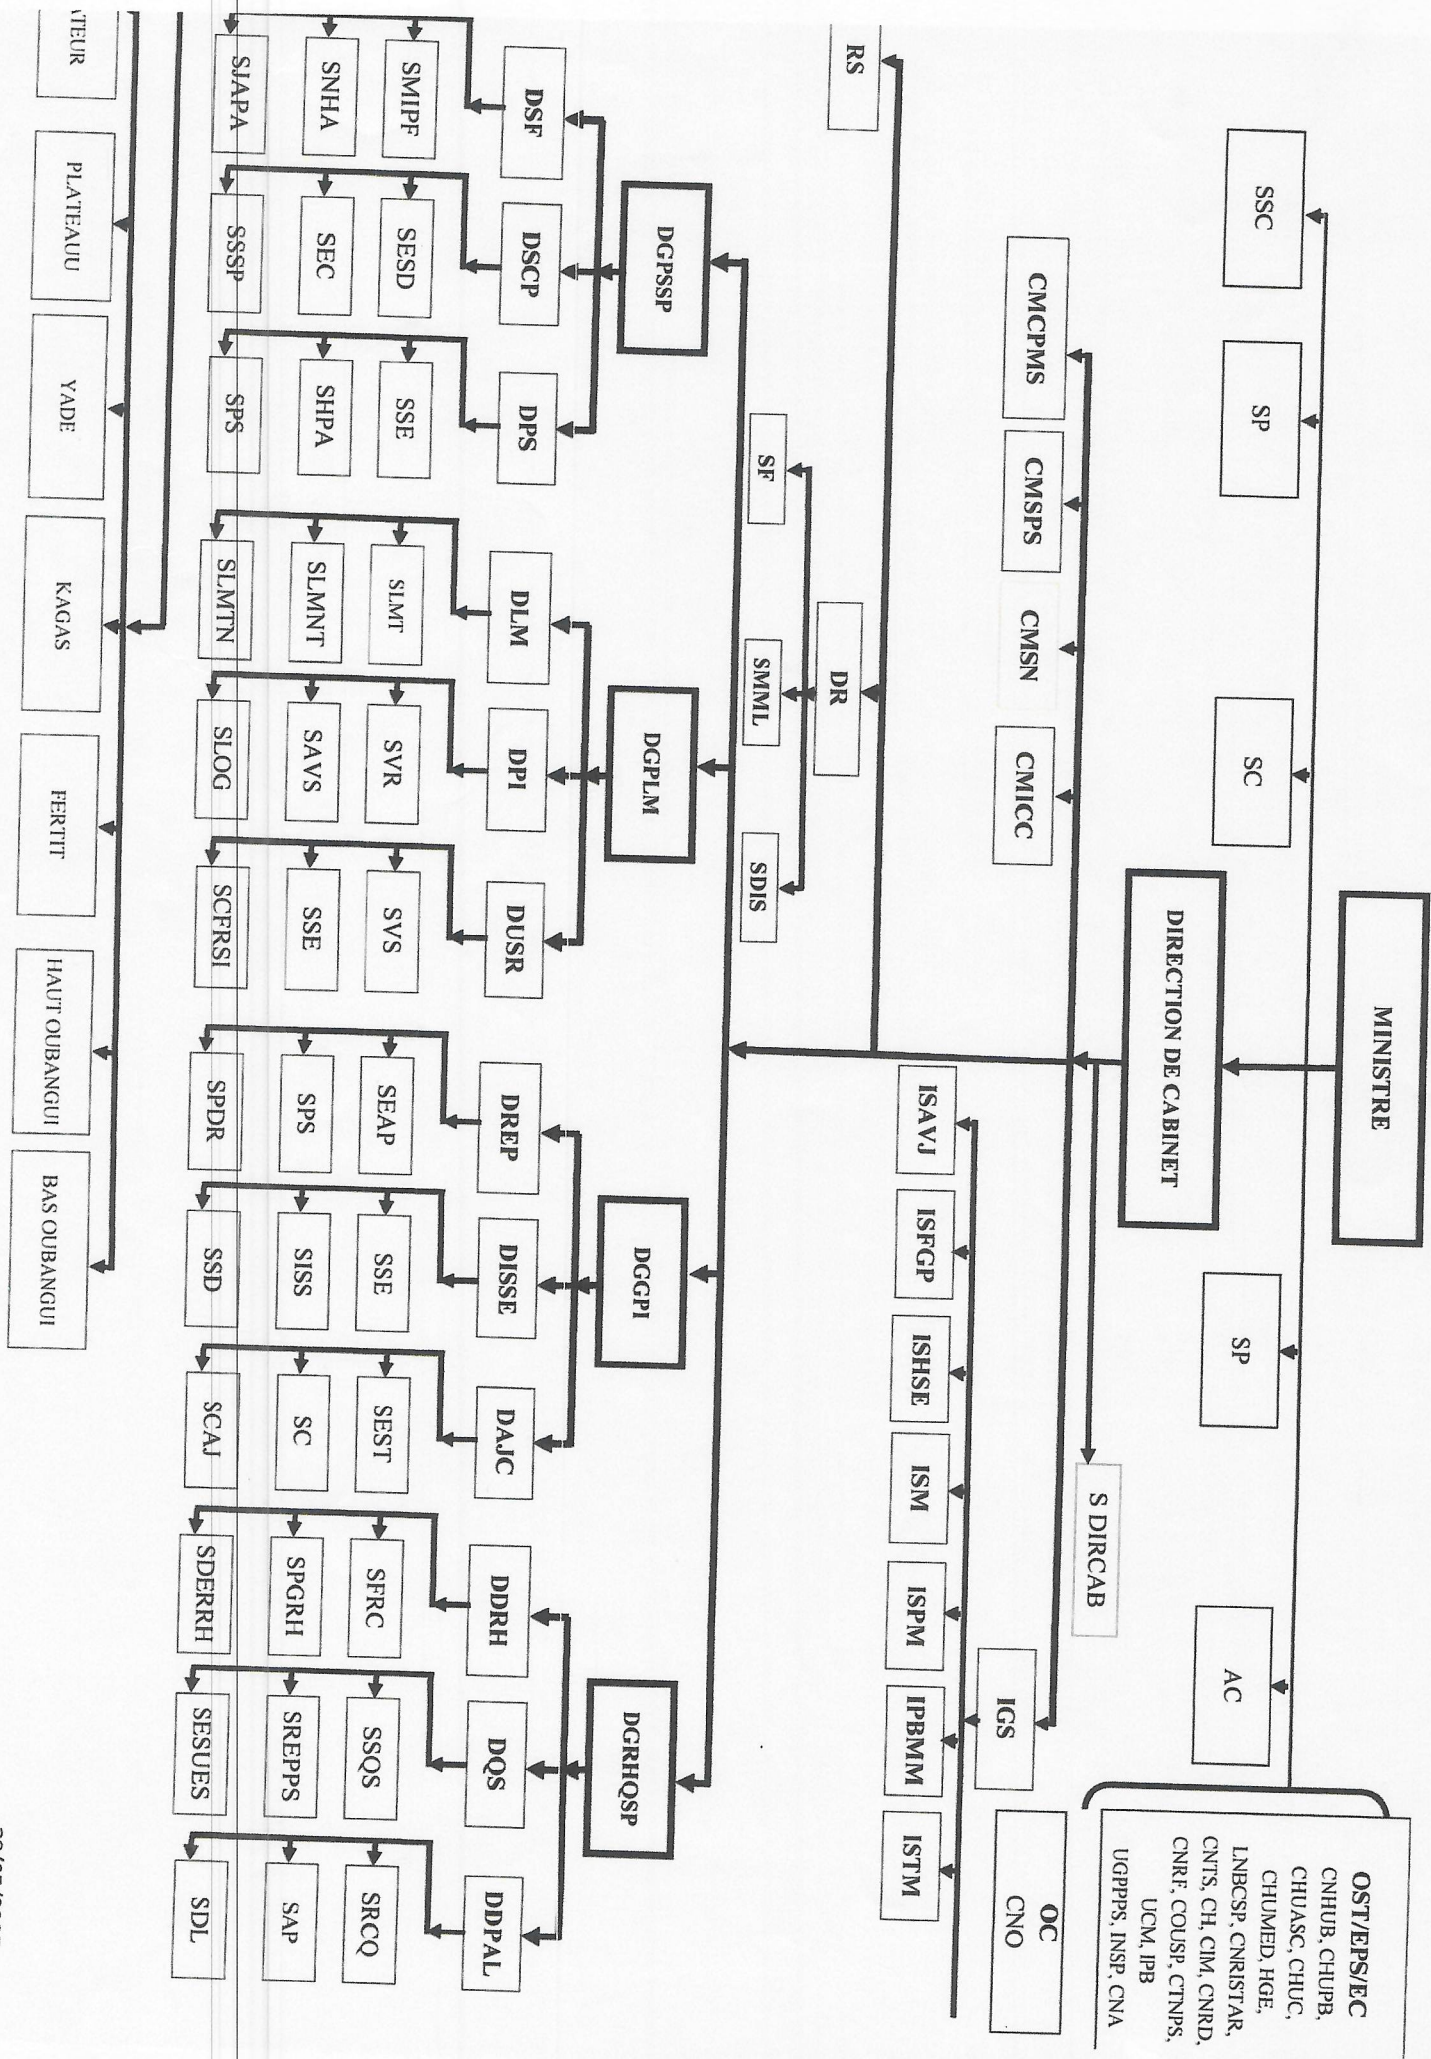 MINISTRE
SSC
SP
SC
SP
AC
OST/EPS/EC
CNHUB, CHUPB,
CHUASC, CHUC,
CHUMED, HGE,
LNBCSP, CNRISTAR,
CNTS, CH, CIM, CNRD,
CNRF, COUSP, CTNPS,
UCM, IPB
UGPPPS, INSP, CNA
DIRECTION DE CABINET
S DIRCAB
CMCPMS
CMSPS
CMSN
CMICC
IGS
OC
CNO
ISAVJ
ISFGP
ISHSE
ISM
ISPM
IPBMM
ISTM
RS
DR
SF
SMML
SDIS
DGPSSP
DGPLM
DGGPI
DGRHQSP
DSF
DSCP
DPS
DLM
DPI
DUSR
DREP
DISSE
DAJC
DDRH
DQS
DDPAL
SMIPF
SESD
SSE
SLMT
SVR
SVS
SEAP
SSE
SEST
SFRC
SSQS
SRCQ
SNHA
SEC
SHPA
SLMNT
SAVS
SSE
SPS
SISS
SC
SPGRH
SREPPS
SAP
SJAPA
SSSP
SPS
SLMTN
SLOG
SCFRSI
SPDR
SSD
SCAJ
SDERRH
SESUES
SDL
ATEUR
PLATEAUU
YADE
KAGAS
FERTIT
HAUT OUBANGUI
BAS OUBANGUI